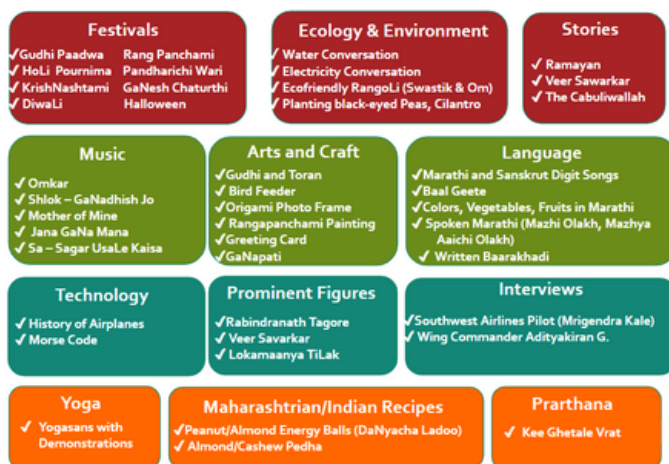 Festivals
✓Gudhi Paadwa Rang Panchami
✓HoLi Pournima Pandharichi Wari
✓KrishNashtami GaNesh Chaturthi
✓DiwaLi Halloween
Ecology & Environment
✓Water Conversation
✓Electricity Conversation
✓Ecofriendly RangoLi (Swastik & Om)
✓Planting black-eyed Peas, Cilantro
Stories
✓Ramayan
✓Veer Sawarkar
✓The Cabuliwallah
Music
✓Omkar
✓Shlok – GaNadhish Jo
✓Mother of Mine
✓Jana GaNa Mana
✓Sa – Sagar UsaLe Kaisa
Arts and Craft
✓Gudhi and Toran
✓Bird Feeder
✓Origami Photo Frame
✓Rangapanchami Painting
✓Greeting Card
✓GaNapati
Language
✓Marathi and Sanskrut Digit Songs
✓Baal Geete
✓Colors, Vegetables, Fruits in Marathi
✓Spoken Marathi (Mazhi Olakh, Mazhya
Aaichi Olakh)
✓Written Baarakhadi
Technology
✓History of Airplanes
✓Morse Code
Prominent Figures
✓Rabindranath Tagore
✓Veer Savarkar
✓Lokamaanya TiLak
Interviews
✓Southwest Airlines Pilot (Mrigendra Kale)
✓Wing Commander Adityakiran G.
Yoga
✓Yogasans with
Demonstrations
Maharashtrian/Indian Recipes
✓Peanut/Almond Energy Balls (DaNyacha Ladoo)
✓Almond/Cashew Pedha
Prarthana
✓Kee Ghetale Vrat